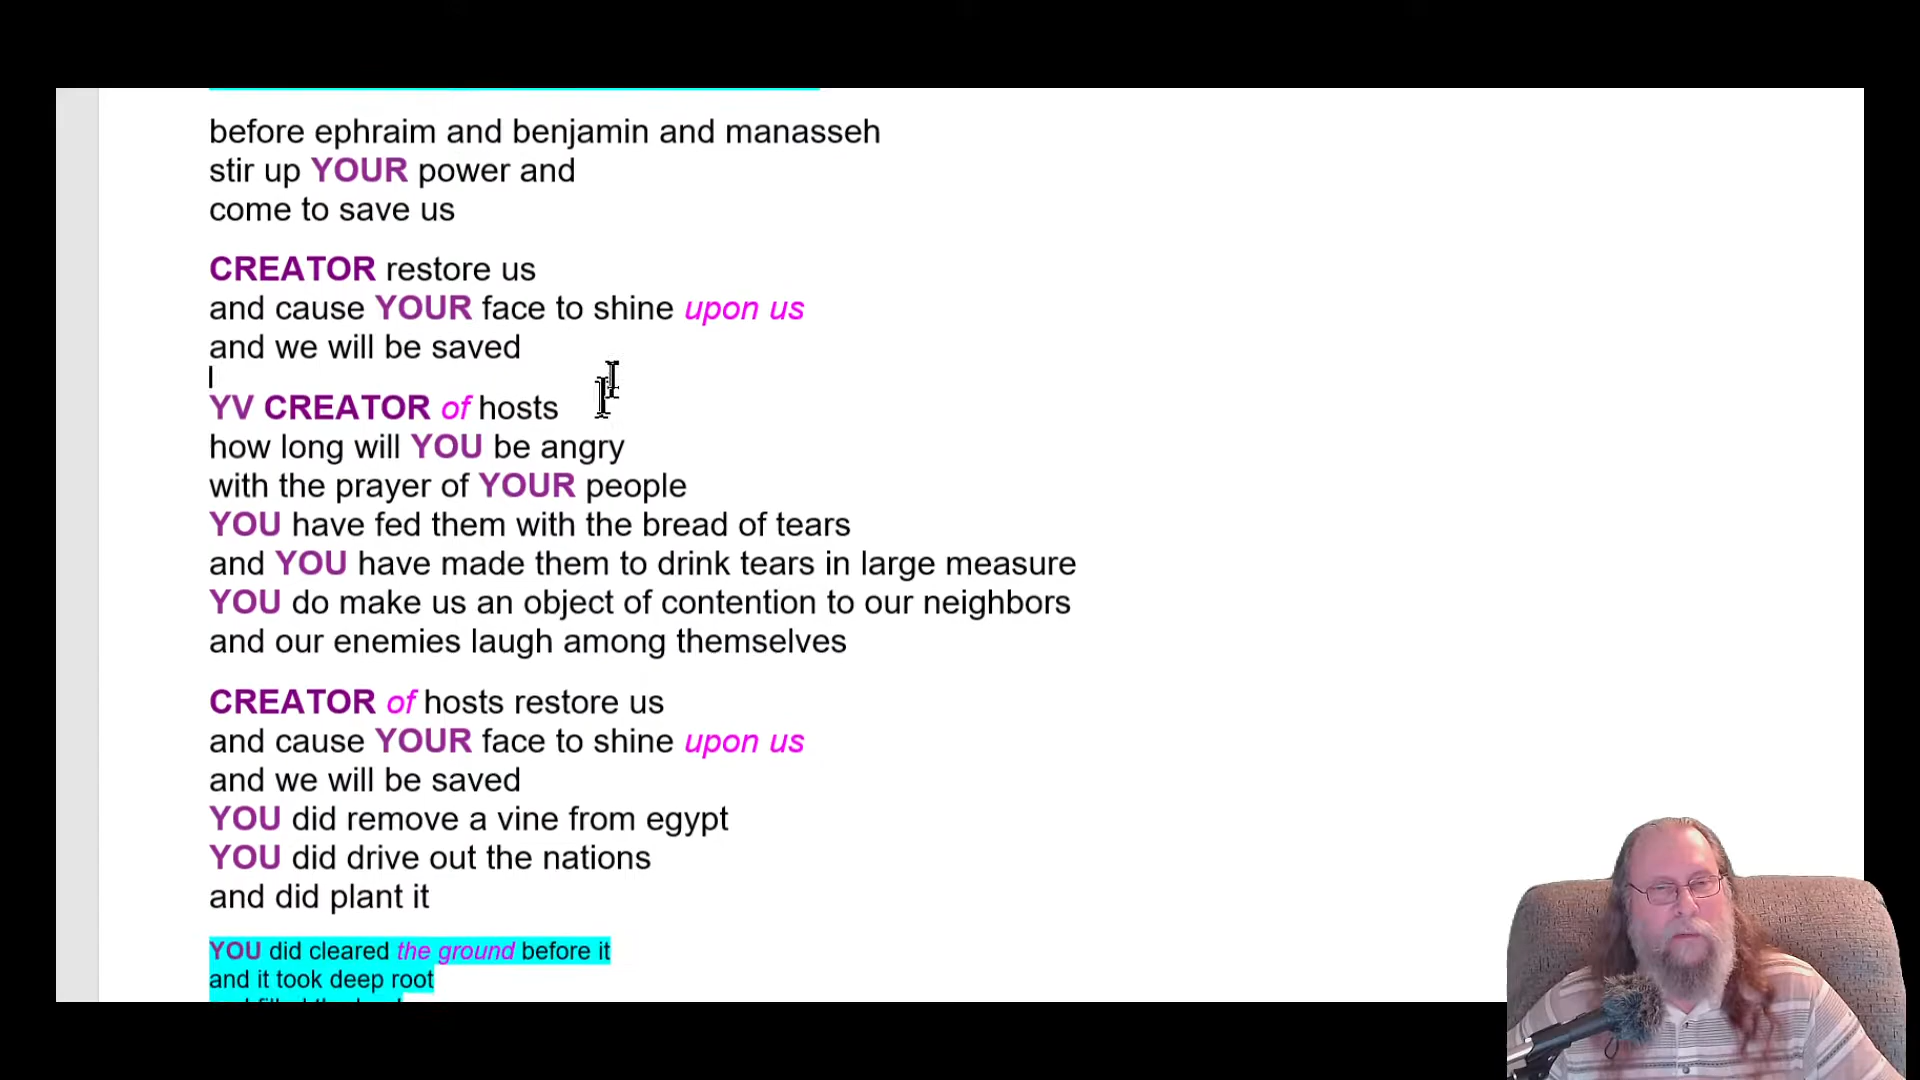 before ephraim and benjamin and manasseh
stir up YOUR power and
come to save us
CREATOR restore us
and cause YOUR face to shine upon us
and we will be saved
YV CREATOR of hosts
how long will YOU be angry
with the prayer of YOUR people
YOU have fed them with the bread of tears
and YOU have made them to drink tears in large measure
YOU do make us an object of contention to our neighbors
and our enemies laugh among themselves
CREATOR of hosts restore us
and cause YOUR face to shine upon us
and we will be saved
YOU did remove a vine from egypt
YOU did drive out the nations
and did plant it
YOU did cleared the ground before it
and it took deep root